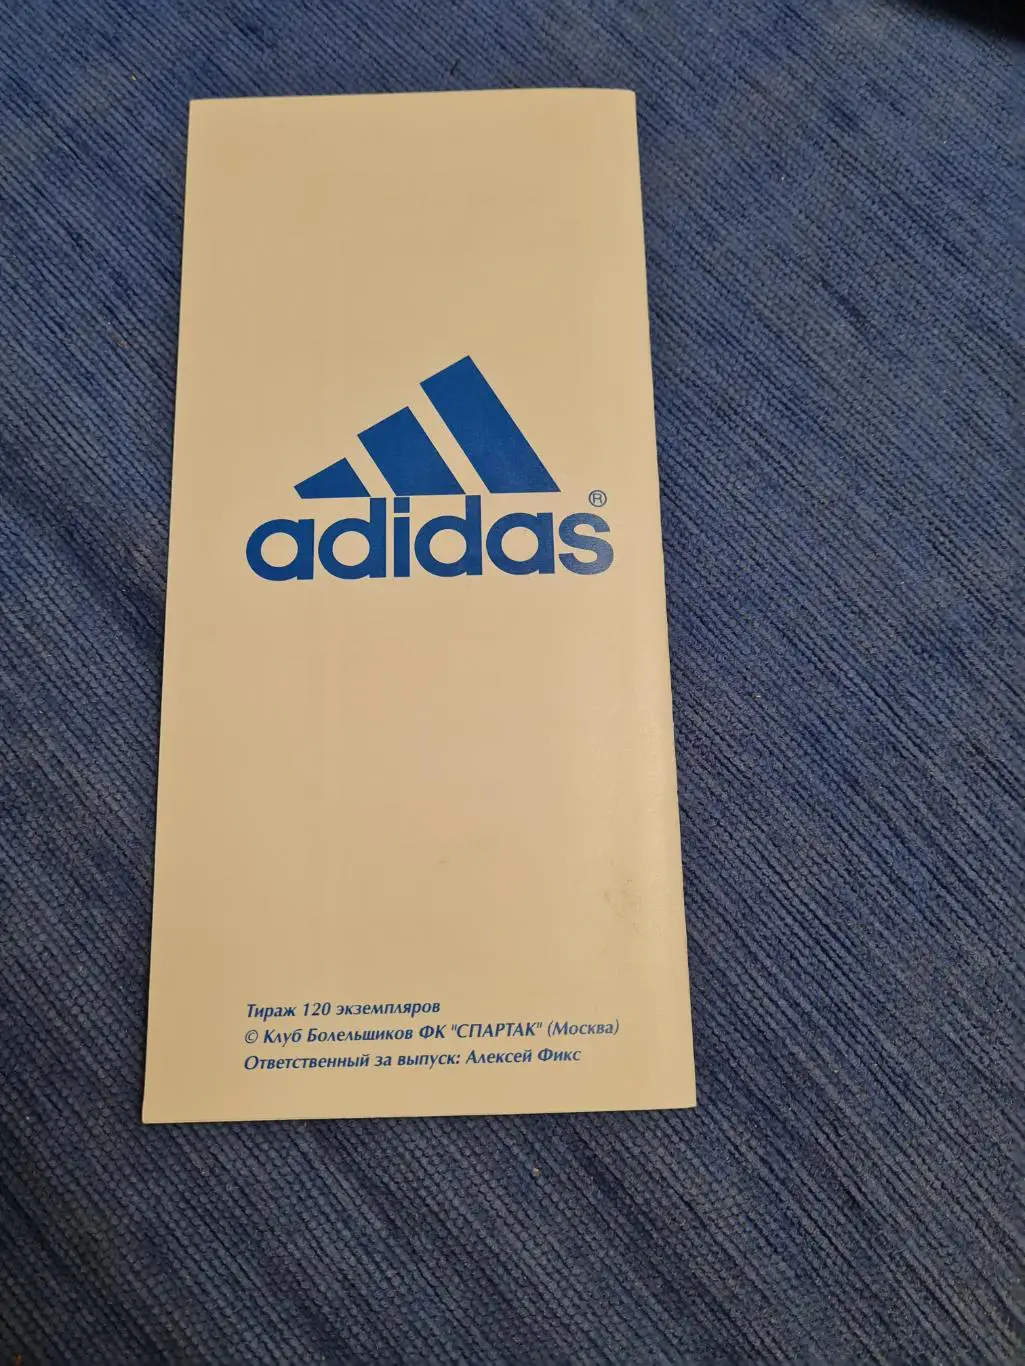 adidas®
Тираж 120 экземпляров
© Клуб Болельщиков ФК "СПАРТАК" (Москва)
Ответственный за выпуск: Алексей Фикс